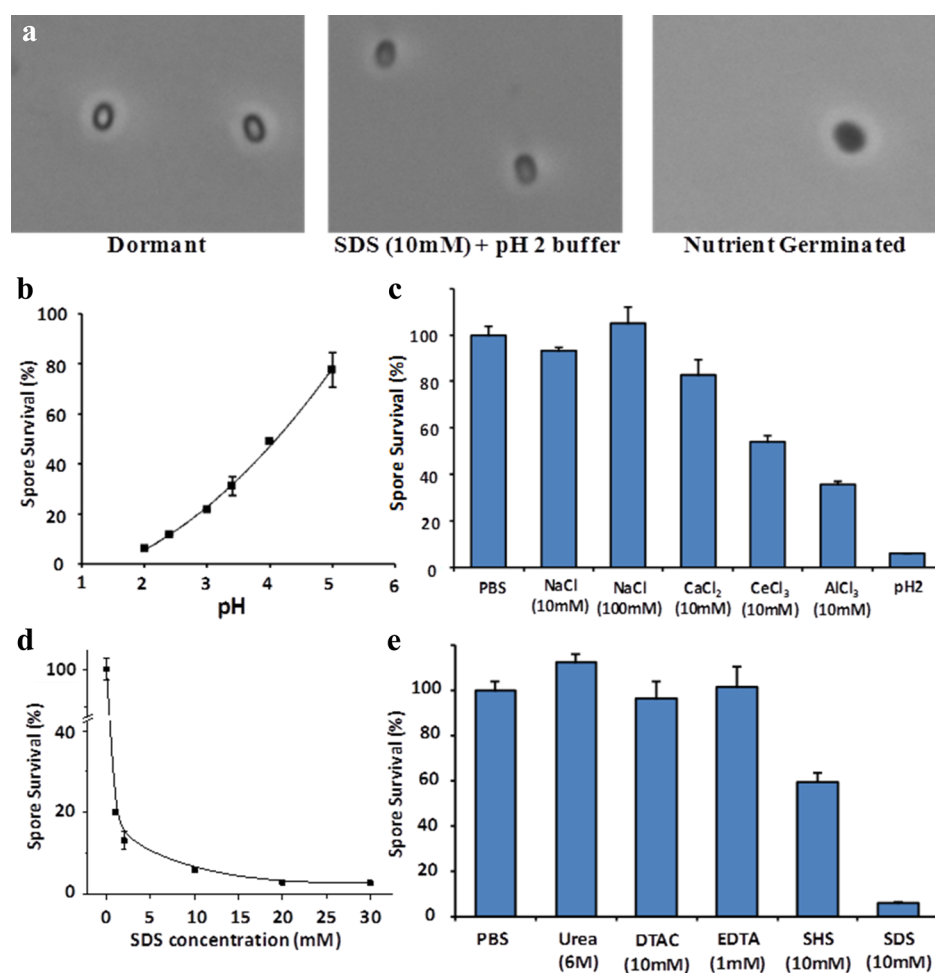 a
Dormant
SDS (10mM) + pH 2 buffer
Nutrient Germinated
b
Spore Survival (%)
100
80
60
40
20
0
1 2 3 4 5 6
pH
c
Spore Survival (%)
100
80
60
40
20
0
PBS NaCl (10mM) NaCl (100mM) CaCl₂ (10mM) CeCl₃ (10mM) AlCl₃ (10mM) pH2
d
Spore Survival (%)
100
40
20
0
0 5 10 15 20 25 30
SDS concentration (mM)
e
Spore Survival (%)
100
80
60
40
20
0
PBS Urea (6M) DTAC (10mM) EDTA (1mM) SHS (10mM) SDS (10mM)